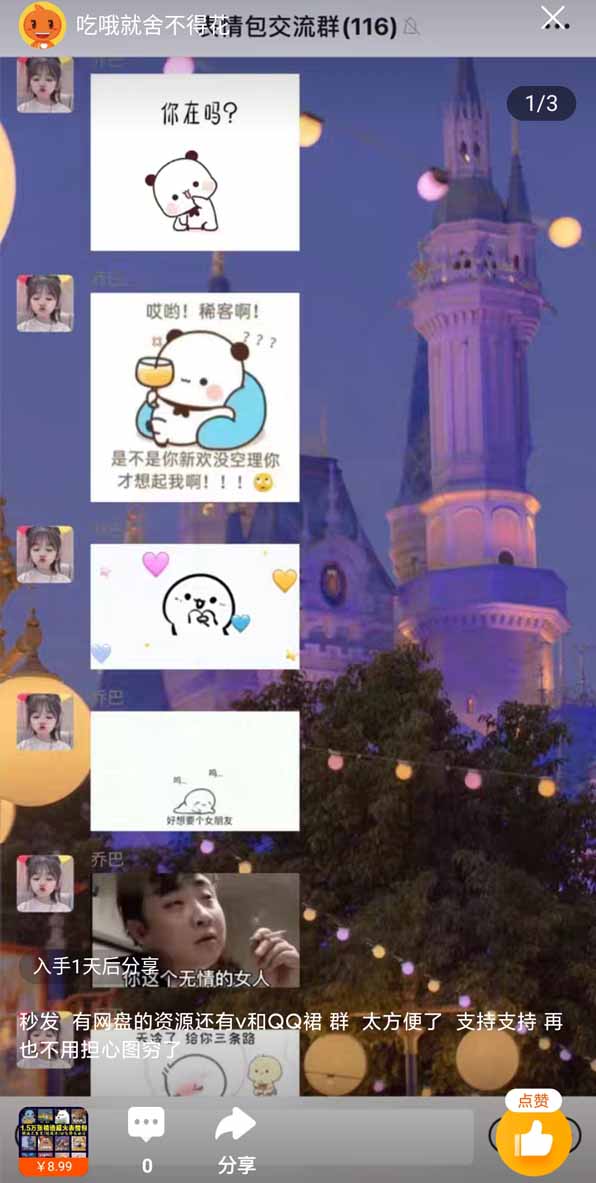 吃哦就舍不得花
表情包交流群(116)
1/3
乔巴
你在吗?
乔巴
哎哟!稀客啊!
???
是不是你新欢没空理你
才想起我啊!!!
乔巴
乔巴
呜... 呜...
好想要个女朋友
乔巴
你这个无情的女人
入手1天后分享
天凉了 给你三条路
秒发 有网盘的资源还有v和QQ裙 群 太方便了 支持支持 再
也不用担心图穷了
点赞
¥8.99
0
分享